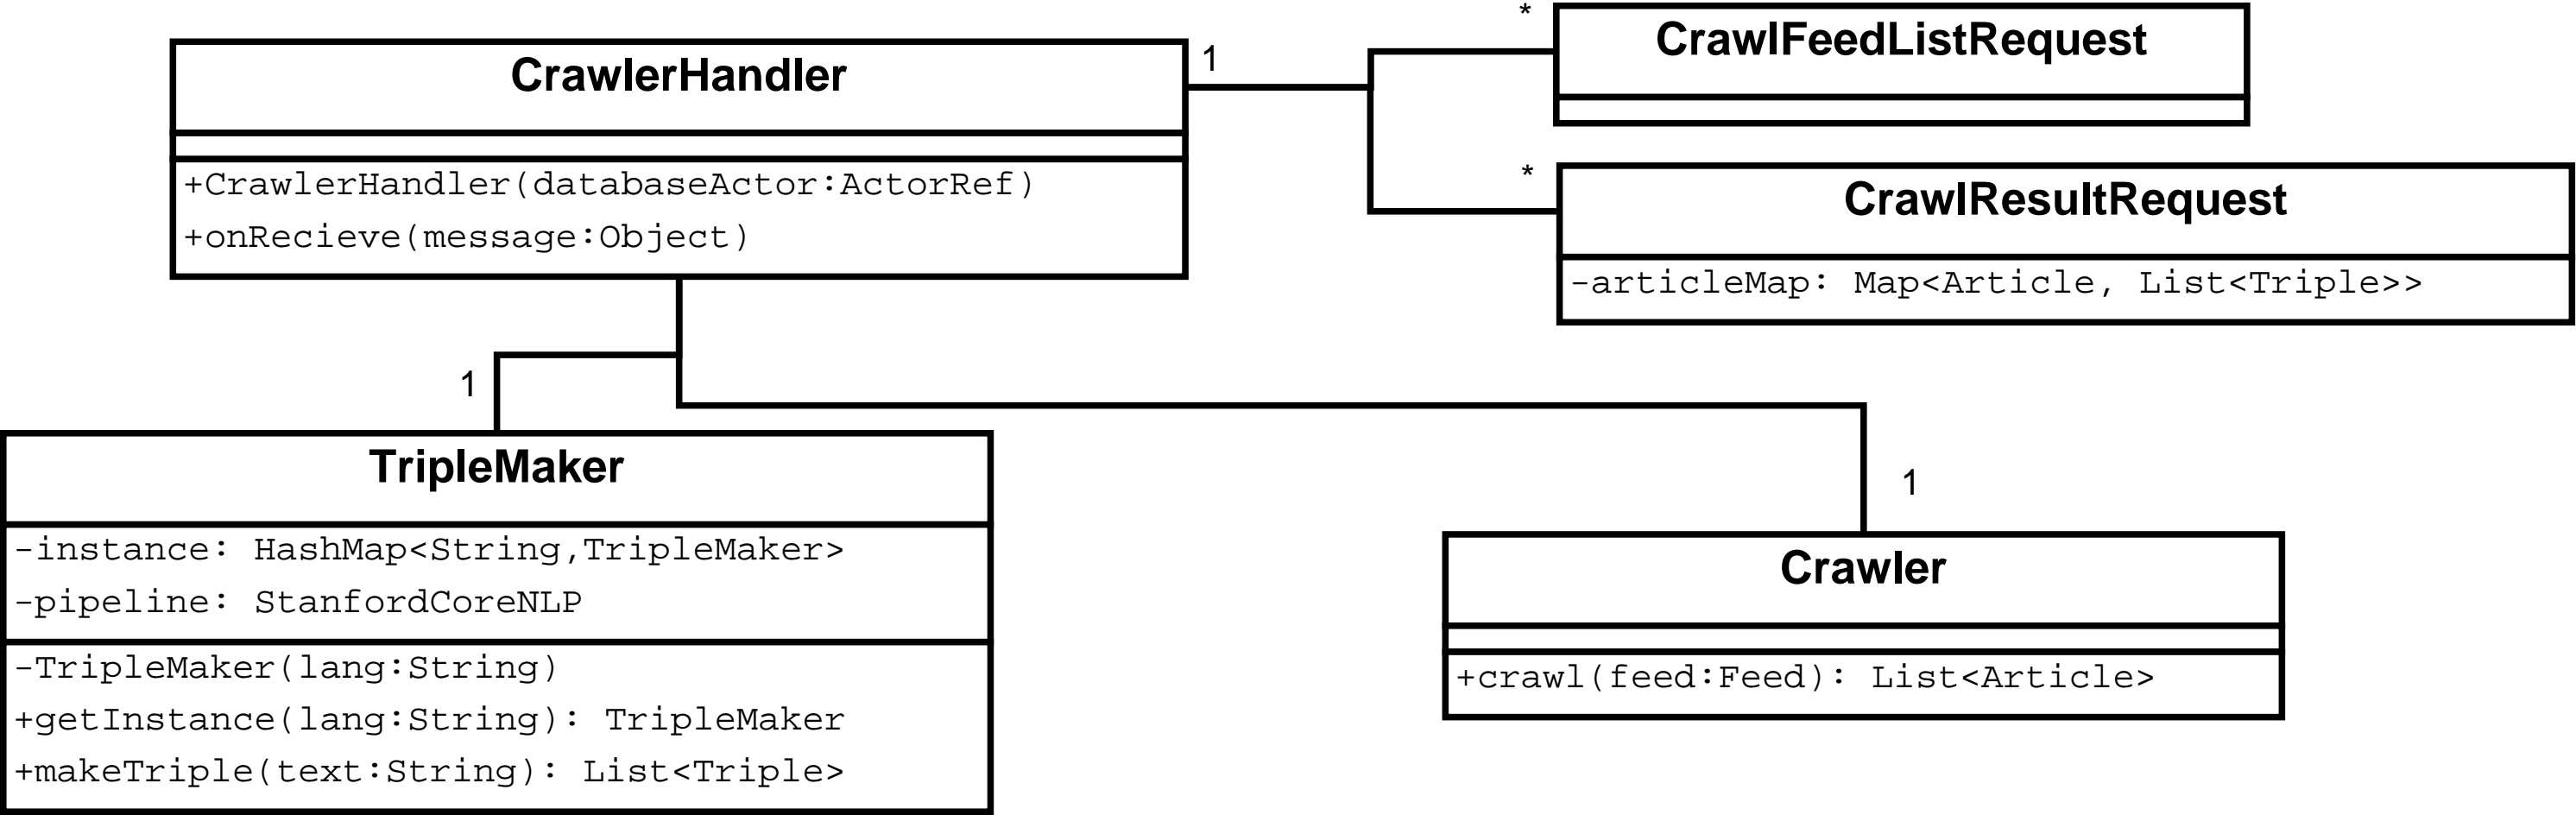 CrawlerHandler
+CrawlerHandler(databaseActor:ActorRef)
+onRecieve(message:Object)
1
*
CrawlFeedListRequest
*
CrawlResultRequest
-articleMap: Map<Article, List<Triple>>
1
TripleMaker
-instance: HashMap<String,TripleMaker>
-pipeline: StanfordCoreNLP
-TripleMaker(lang:String)
+getInstance(lang:String): TripleMaker
+makeTriple(text:String): List<Triple>
1
Crawler
+crawl(feed:Feed): List<Article>